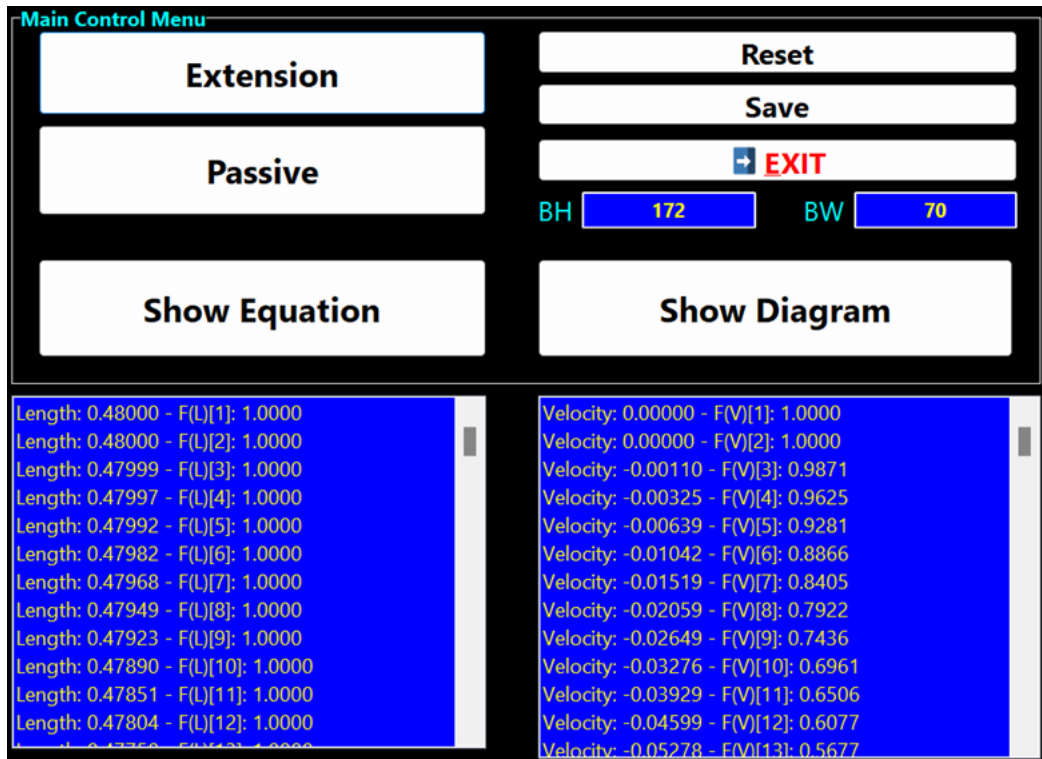 Main Control Menu
Extension
Passive
Reset
Save
EXIT
BH 172 BW 70
Show Equation
Show Diagram
Length: 0.48000 - F(L)[1]: 1.0000
Length: 0.48000 - F(L)[2]: 1.0000
Length: 0.47999 - F(L)[3]: 1.0000
Length: 0.47997 - F(L)[4]: 1.0000
Length: 0.47992 - F(L)[5]: 1.0000
Length: 0.47982 - F(L)[6]: 1.0000
Length: 0.47968 - F(L)[7]: 1.0000
Length: 0.47949 - F(L)[8]: 1.0000
Length: 0.47923 - F(L)[9]: 1.0000
Length: 0.47890 - F(L)[10]: 1.0000
Length: 0.47851 - F(L)[11]: 1.0000
Length: 0.47804 - F(L)[12]: 1.0000
Velocity: 0.00000 - F(V)[1]: 1.0000
Velocity: 0.00000 - F(V)[2]: 1.0000
Velocity: -0.00110 - F(V)[3]: 0.9871
Velocity: -0.00325 - F(V)[4]: 0.9625
Velocity: -0.00639 - F(V)[5]: 0.9281
Velocity: -0.01042 - F(V)[6]: 0.8866
Velocity: -0.01519 - F(V)[7]: 0.8405
Velocity: -0.02059 - F(V)[8]: 0.7922
Velocity: -0.02649 - F(V)[9]: 0.7436
Velocity: -0.03276 - F(V)[10]: 0.6961
Velocity: -0.03929 - F(V)[11]: 0.6506
Velocity: -0.04599 - F(V)[12]: 0.6077
Velocity: -0.05278 - F(V)[13]: 0.5677